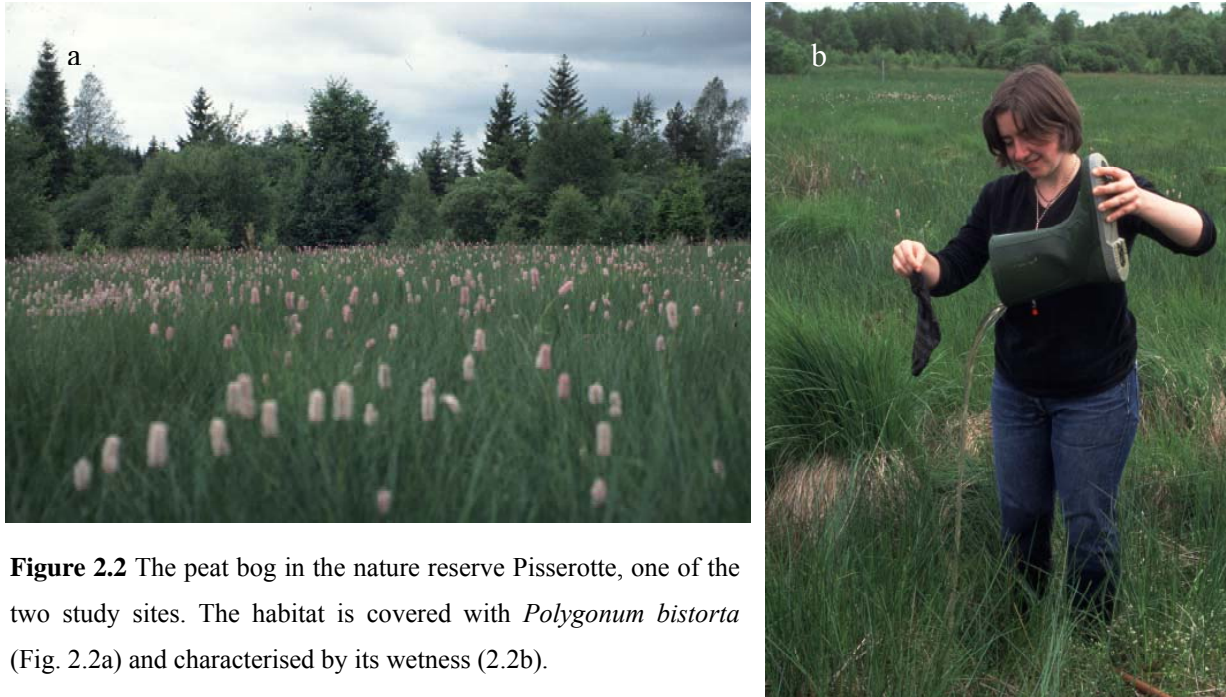 a
b
Figure 2.2 The peat bog in the nature reserve Pisserotte, one of the
two study sites. The habitat is covered with Polygonum bistorta
(Fig. 2.2a) and characterised by its wetness (2.2b).